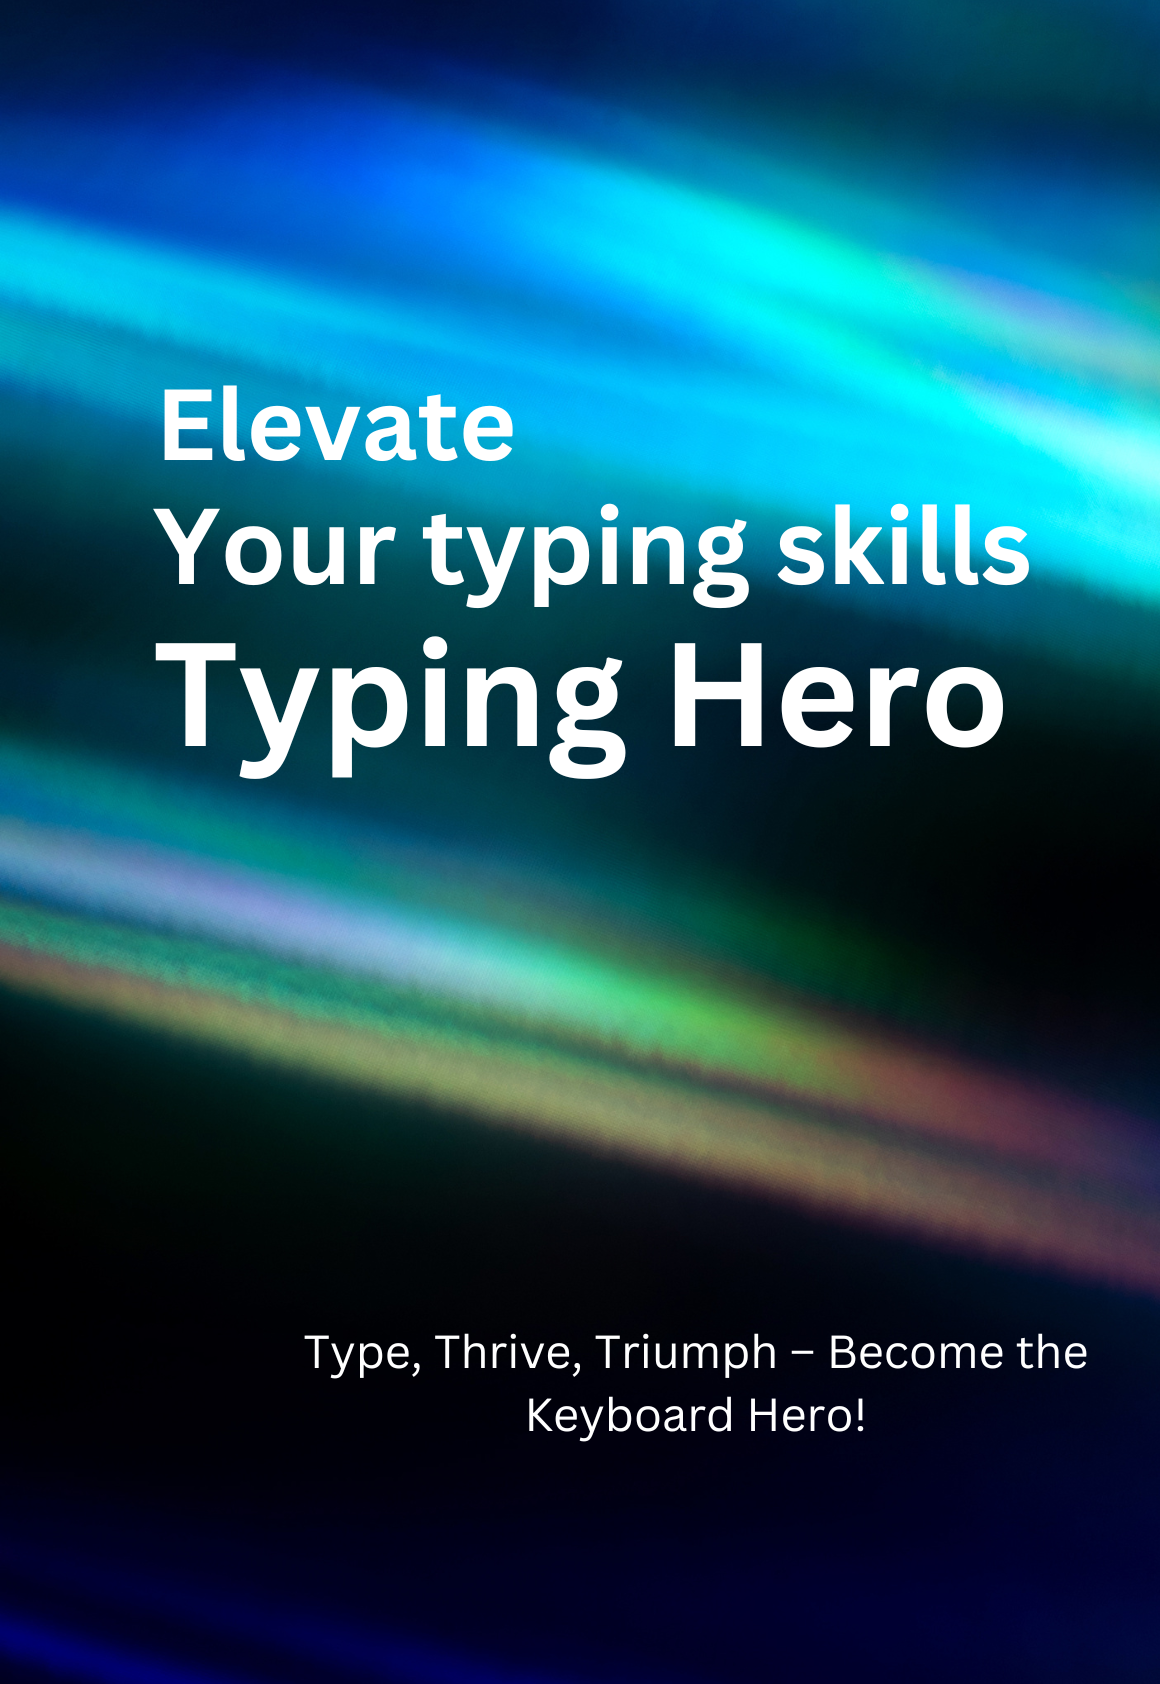 Elevate
Your typing skills
Typing Hero
Type, Thrive, Triumph – Become the
Keyboard Hero!